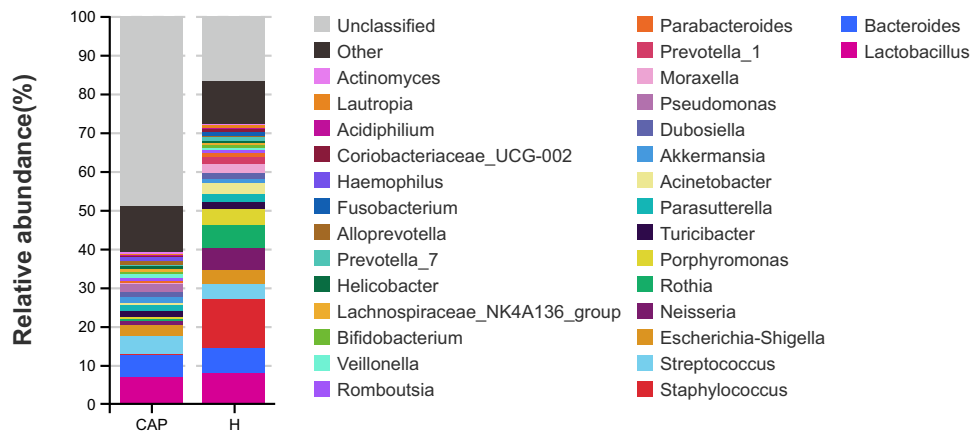 Relative abundance(%)
100
90
80
70
60
50
40
30
20
10
0
CAP
H
Unclassified
Other
Actinomyces
Lautropia
Acidiphilium
Coriobacteriaceae_UCG-002
Haemophilus
Fusobacterium
Alloprevotella
Prevotella_7
Helicobacter
Lachnospiraceae_NK4A136_group
Bifidobacterium
Veillonella
Romboutsia
Parabacteroides
Prevotella_1
Moraxella
Pseudomonas
Dubosiella
Akkermansia
Acinetobacter
Parasutterella
Turicibacter
Porphyromonas
Rothia
Neisseria
Escherichia-Shigella
Streptococcus
Staphylococcus
Bacteroides
Lactobacillus